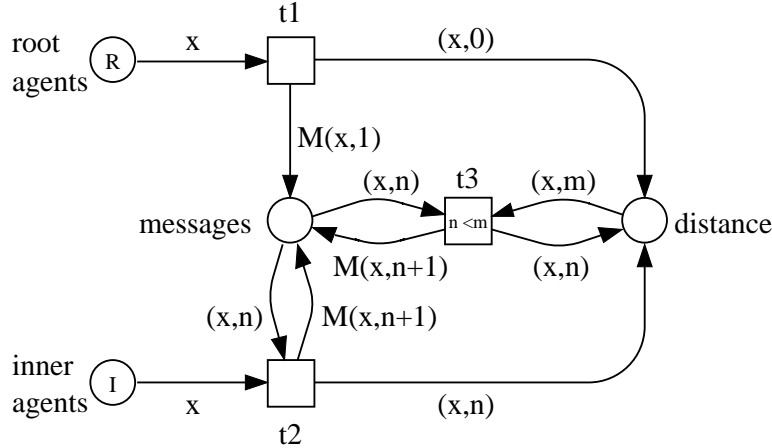 t1
root
agents
R
x
(x,0)
M(x,1)
messages
(x,n)
t3
n <m
(x,m)
M(x,n+1)
(x,n)
distance
(x,n)
M(x,n+1)
inner
agents
I
x
t2
(x,n)